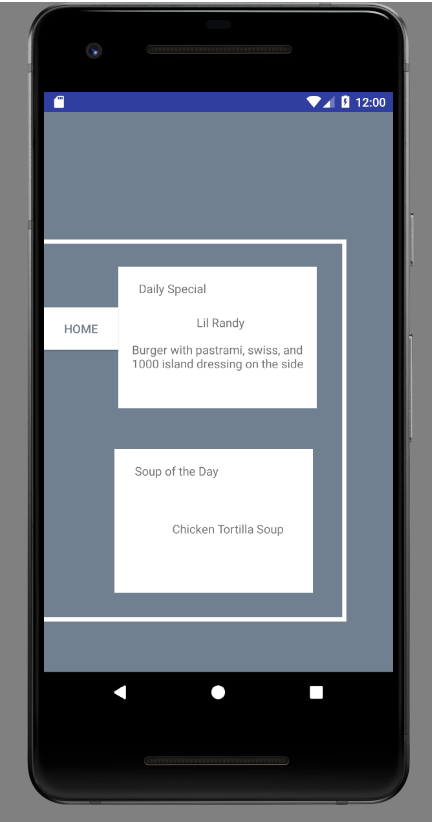 12:00
Daily Special
Lil Randy
HOME
Burger with pastrami, swiss, and
1000 island dressing on the side
Soup of the Day
Chicken Tortilla Soup